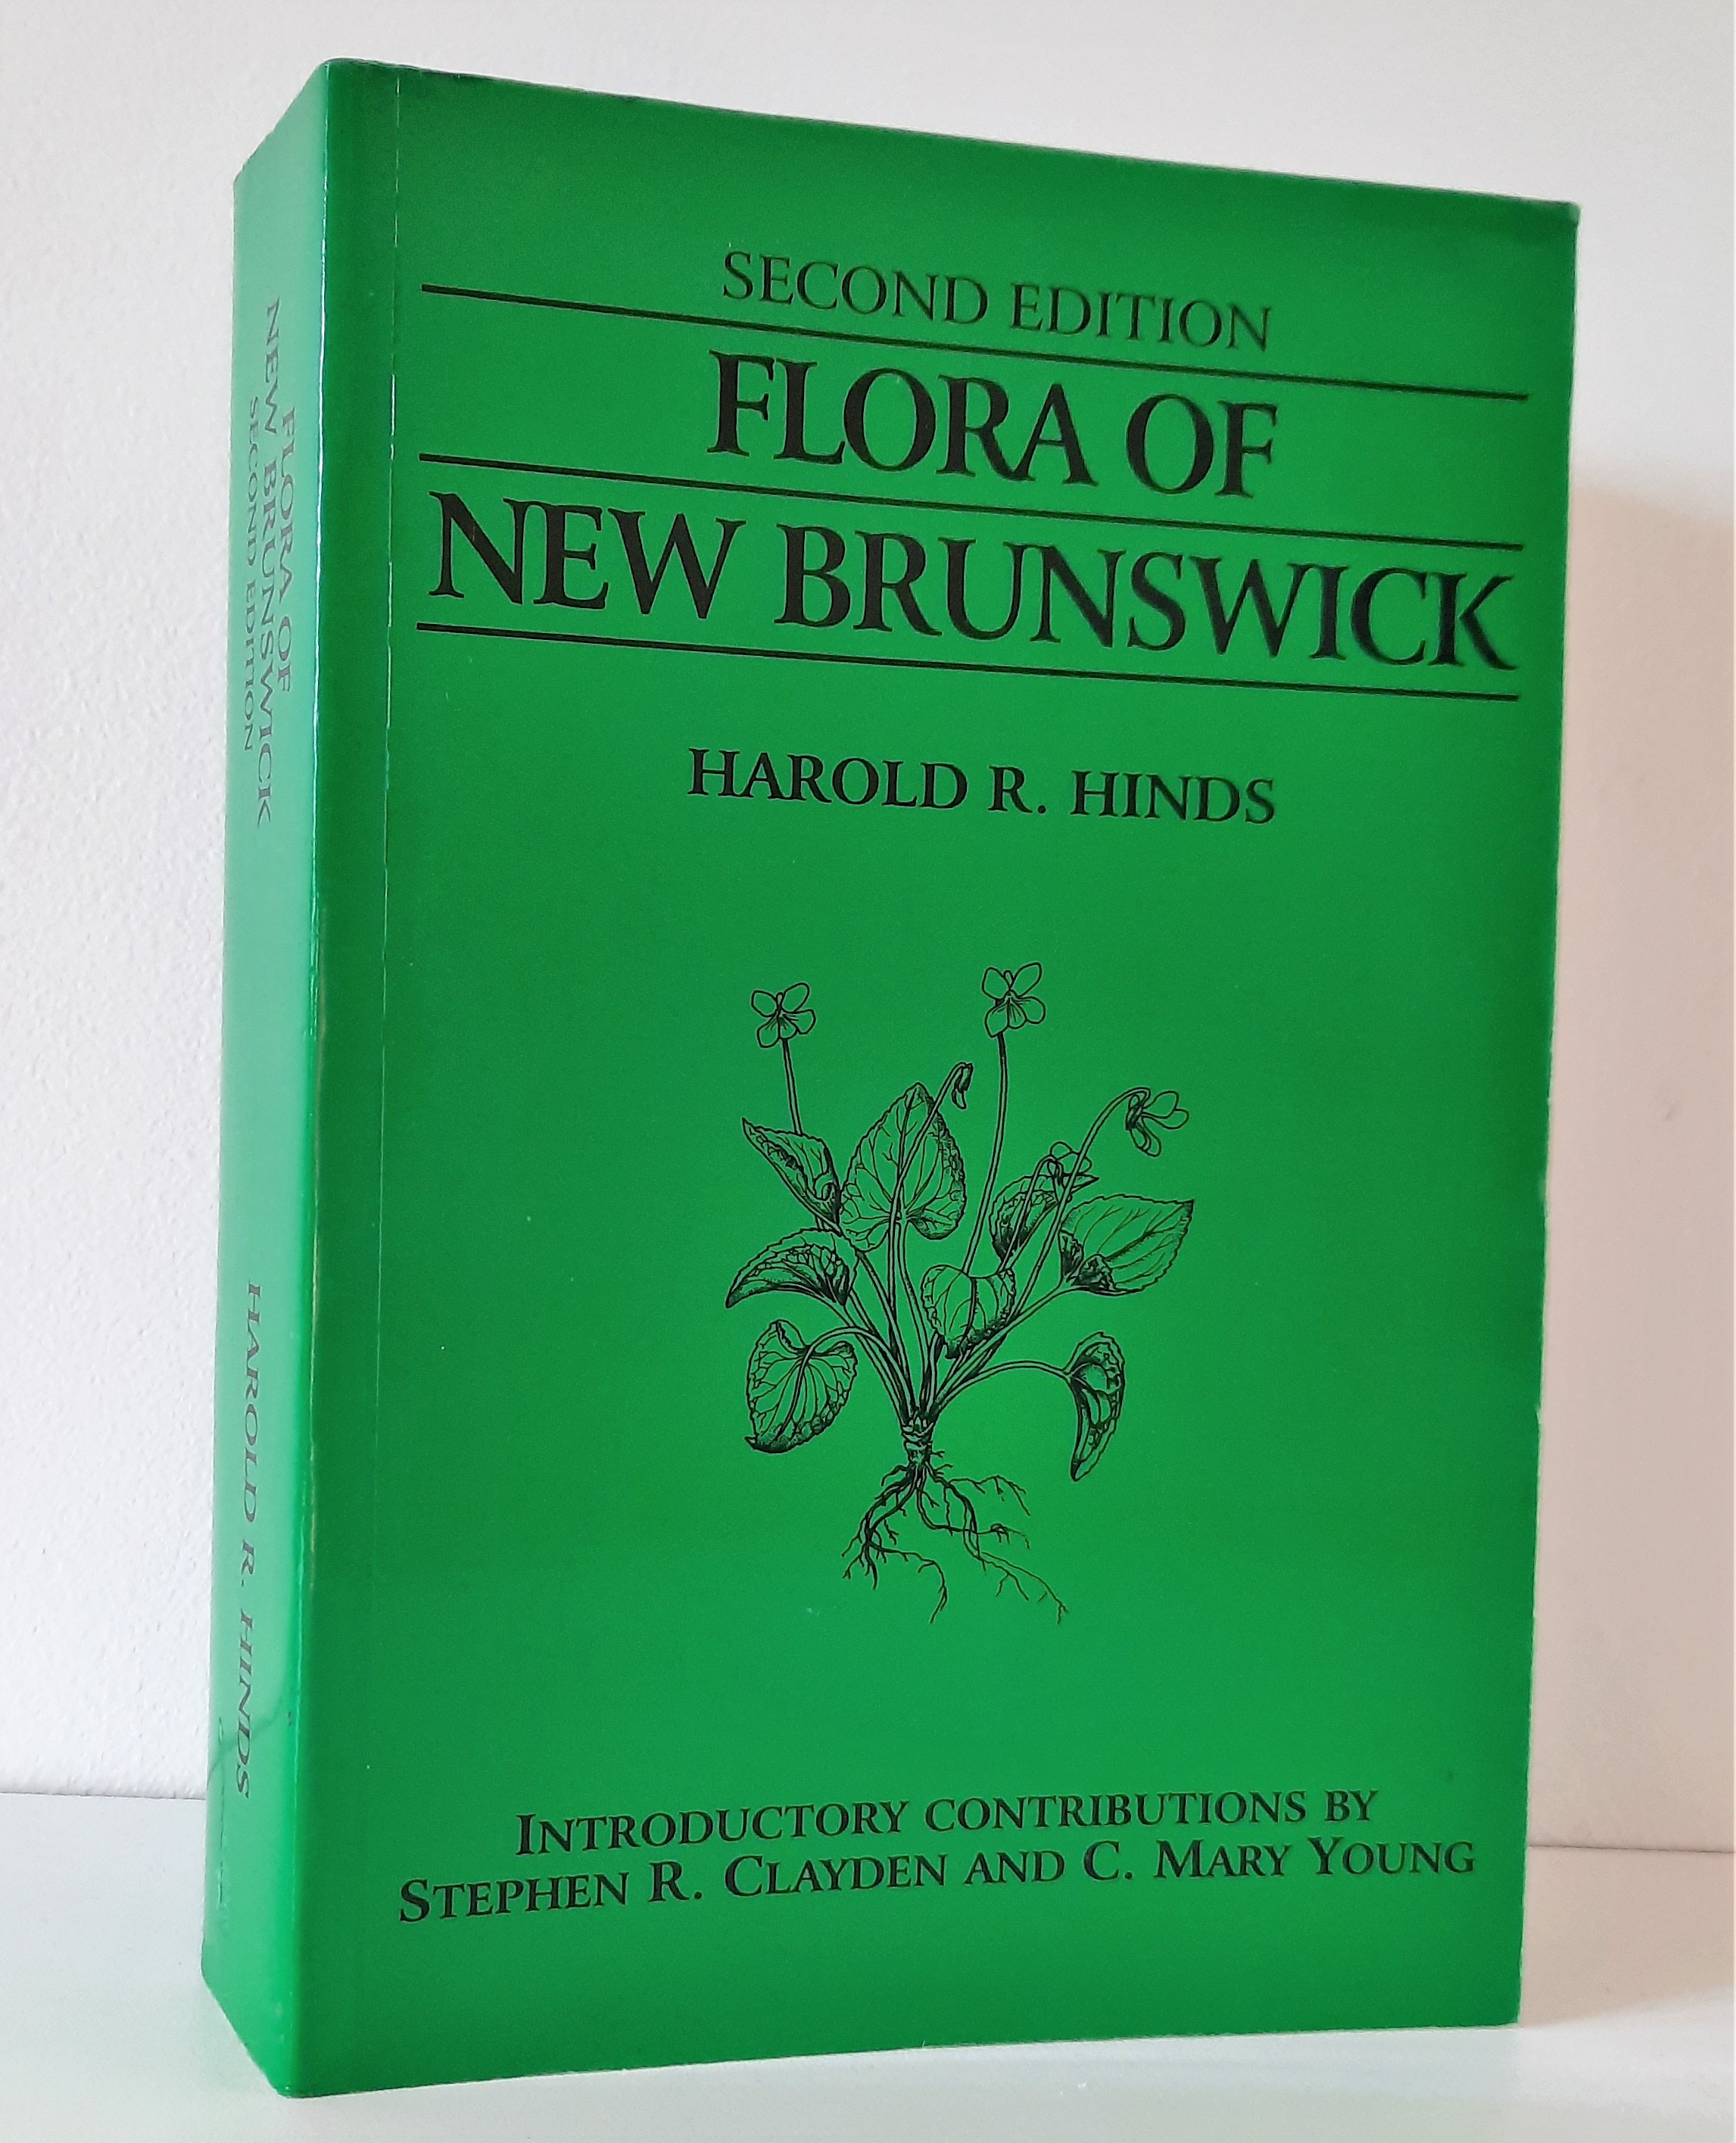 SECOND EDITION
FLORA OF
NEW BRUNSWICK
HAROLD R. HINDS
INTRODUCTORY CONTRIBUTIONS BY
STEPHEN R. CLAYDEN AND C. MARY YOUNG
FLORA OF
NEW BRUNSWICK
SECOND EDITION
HAROLD R. HINDS